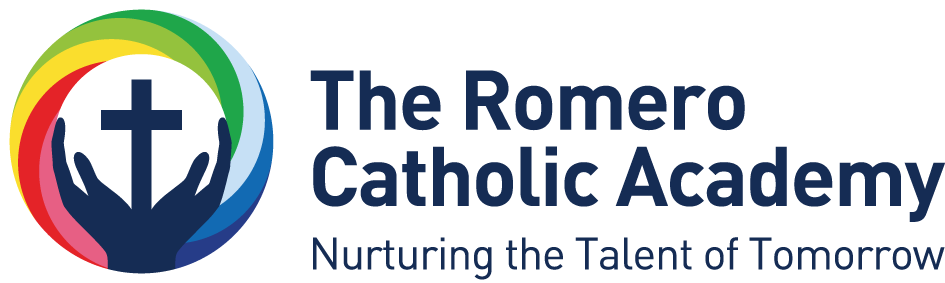 The Romero
Catholic Academy
Nurturing the Talent of Tomorrow